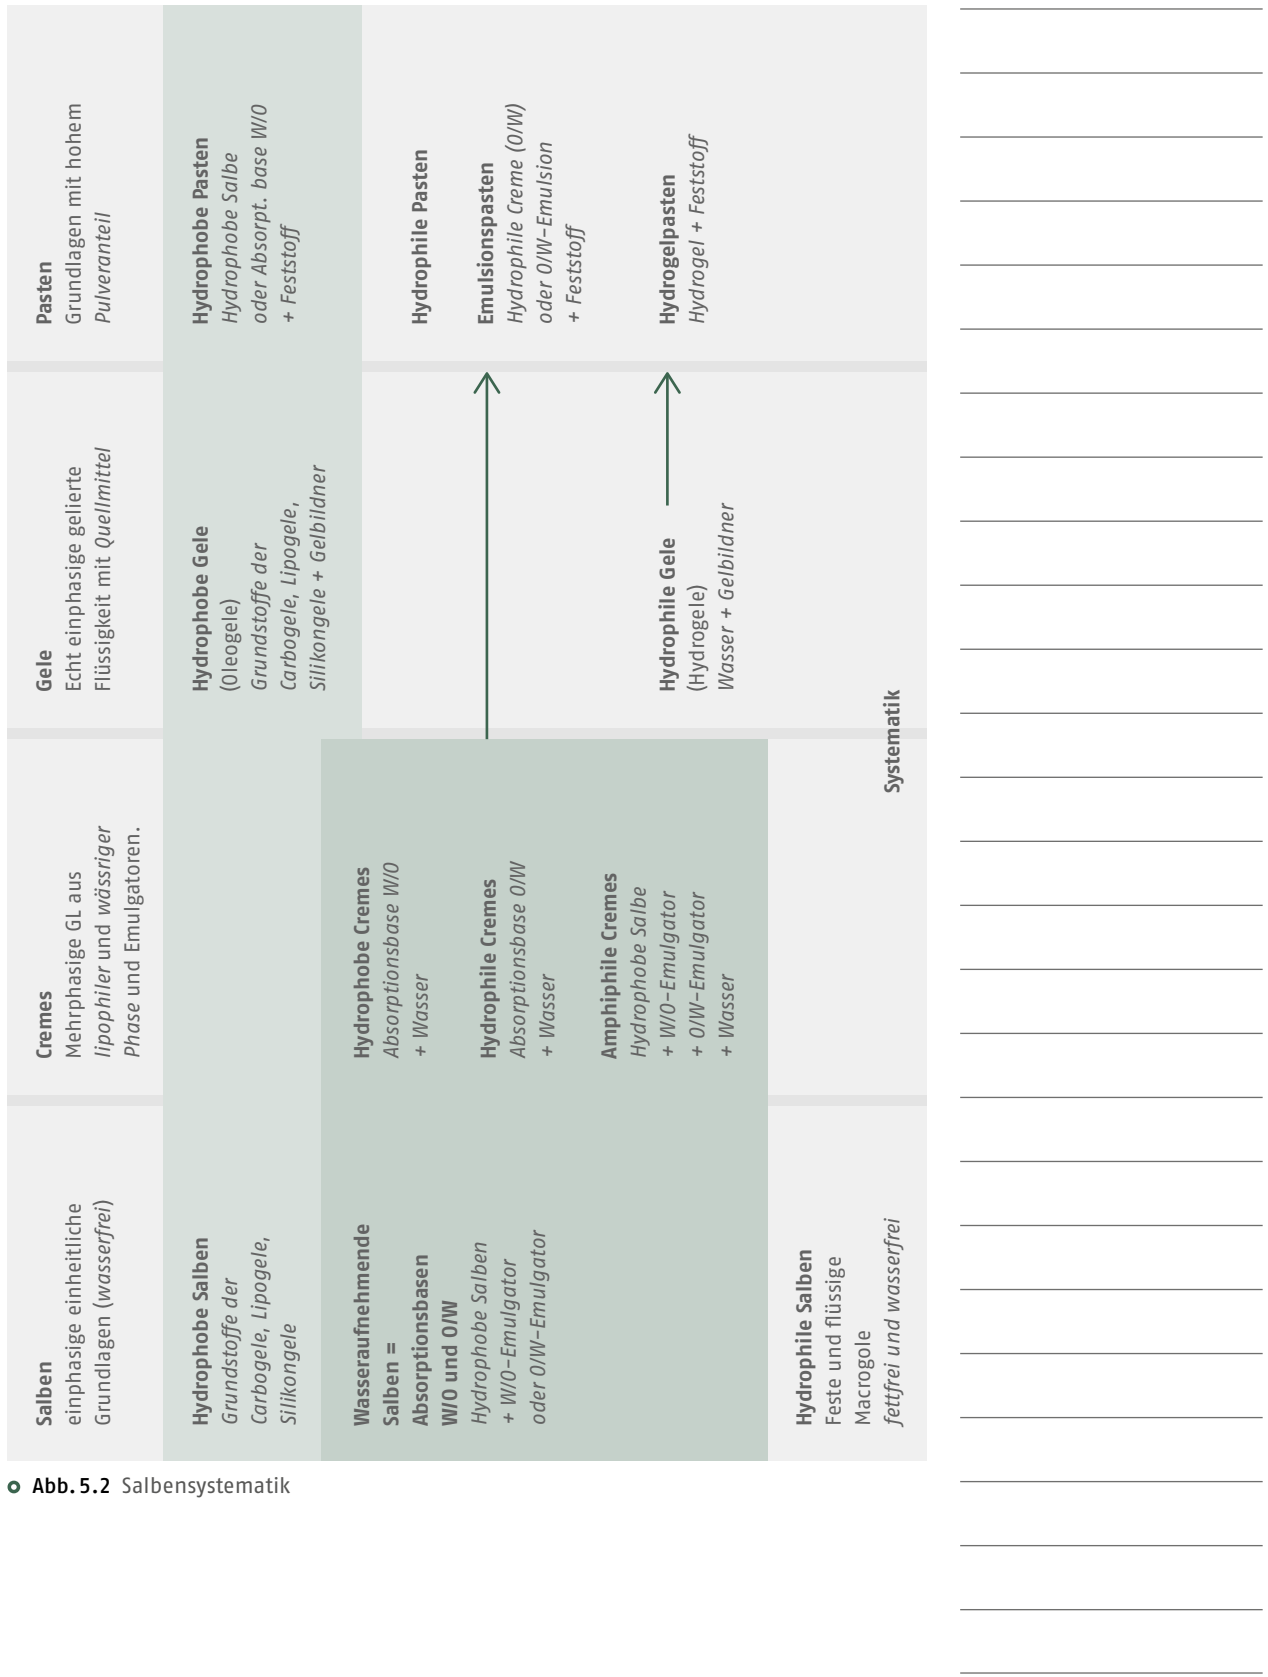 Salben
einphasige einheitliche
Grundlagen (wasserfrei)
Cremes
Mehrphasige GL aus
lipophiler und wässriger
Phase und Emulgatoren.
Gele
Echt einphasige gelierte
Flüssigkeit mit Quellmittel
Pasten
Grundlagen mit hohem
Pulveranteil
Hydrophobe Salben
Grundstoffe der
Carbogele, Lipogele,
Silikongele
Hydrophobe Gele
(Oleogele)
Grundstoffe der
Carbogele, Lipogele,
Silikongele + Gelbildner
Hydrophobe Pasten
Hydrophobe Salbe
oder Absorpt. base W/O
+ Feststoff
Wasseraufnehmende
Salben =
Absorptionsbasen
W/O und O/W
Hydrophobe Salben
+ W/O-Emulgator
oder O/W-Emulgator
Hydrophobe Cremes
Absorptionsbase W/O
+ Wasser
Hydrophile Cremes
Absorptionsbase O/W
+ Wasser
Amphiphile Cremes
Hydrophobe Salbe
+ W/O-Emulgator
+ O/W-Emulgator
+ Wasser
Hydrophile Pasten
Emulsionspasten
Hydrophile Creme (O/W)
oder O/W-Emulsion
+ Feststoff
Hydrophile Gele
(Hydrogele)
Wasser + Gelbildner
Hydrogelpasten
Hydrogel + Feststoff
Hydrophile Salben
Feste und flüssige
Macrogole
fettfrei und wasserfrei
Systematik
Abb. 5.2 Salbensystematik